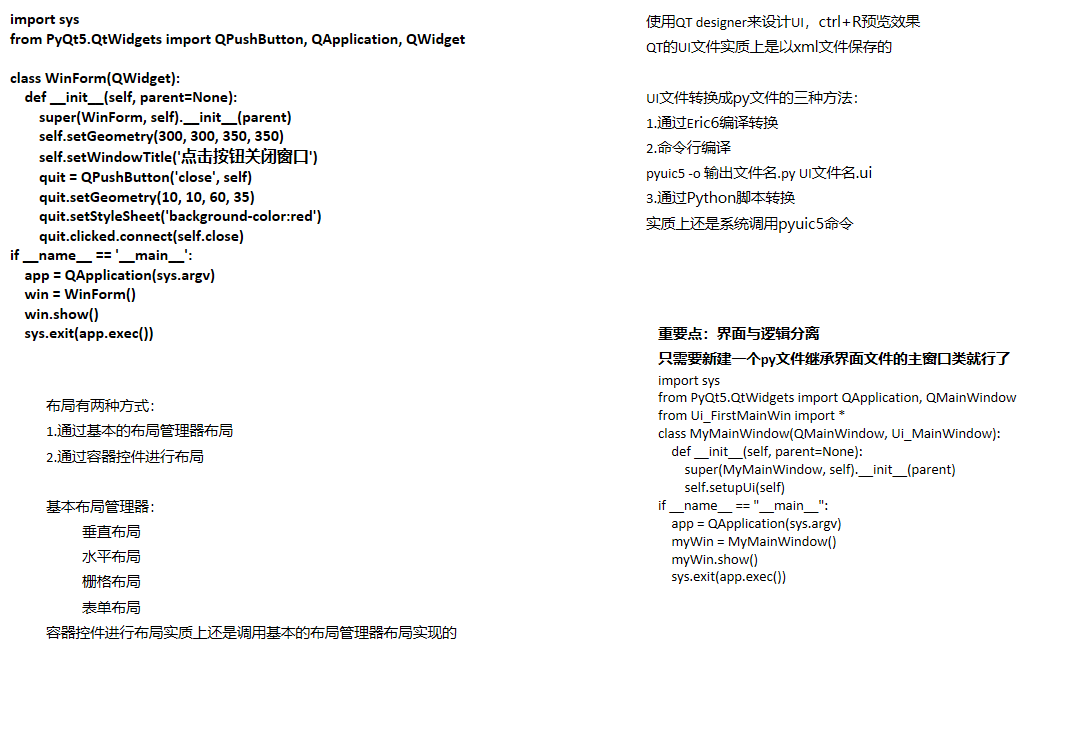 import sys
from PyQt5.QtWidgets import QPushButton, QApplication, QWidget
class WinForm(QWidget):
    def __init__(self, parent=None):
        super(WinForm, self).__init__(parent)
        self.setGeometry(300, 300, 350, 350)
        self.setWindowTitle('点击按钮关闭窗口')
        quit = QPushButton('close', self)
        quit.setGeometry(10, 10, 60, 35)
        quit.setStyleSheet('background-color:red')
        quit.clicked.connect(self.close)
if __name__ == '__main__':
    app = QApplication(sys.argv)
    win = WinForm()
    win.show()
    sys.exit(app.exec())
布局有两种方式：
1.通过基本的布局管理器布局
2.通过容器控件进行布局
基本布局管理器：
垂直布局
水平布局
栅格布局
表单布局
容器控件进行布局实质上还是调用基本的布局管理器布局实现的
使用QT designer来设计UI，ctrl+R预览效果
QT的UI文件实质上是以xml文件保存的
UI文件转换成py文件的三种方法：
1.通过Eric6编译转换
2.命令行编译
pyuic5 -o 输出文件名.py UI文件名.ui
3.通过Python脚本转换
实质上还是系统调用pyuic5命令
重要点：界面与逻辑分离
只需要新建一个py文件继承界面文件的主窗口类就行了
import sys
from PyQt5.QtWidgets import QApplication, QMainWindow
from Ui_FirstMainWin import *
class MyMainWindow(QMainWindow, Ui_MainWindow):
    def __init__(self, parent=None):
        super(MyMainWindow, self).__init__(parent)
        self.setupUi(self)
if __name__ == "__main__":
    app = QApplication(sys.argv)
    myWin = MyMainWindow()
    myWin.show()
    sys.exit(app.exec())